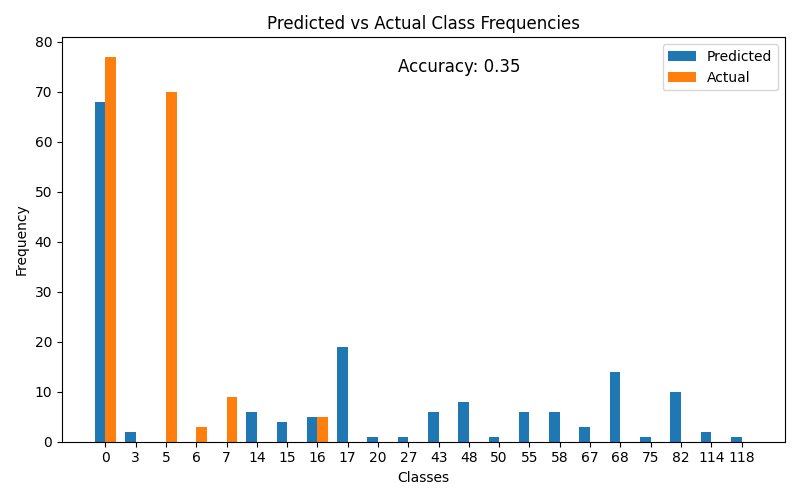 Predicted vs Actual Class Frequencies
Accuracy: 0.35
Predicted
Actual
80
70
60
50
40
30
20
10
0
Frequency
0 3 5 6 7 14 15 16 17 20 27 43 48 50 55 58 67 68 75 82 114 118
Classes